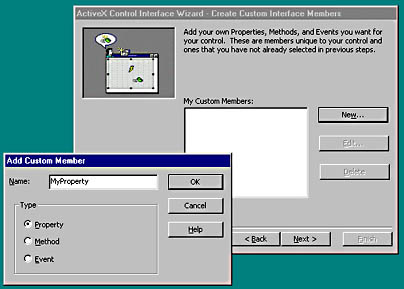 ActiveX Control Interface Wizard - Create Custom Interface Members
Add your own Properties, Methods, and Events you want for
your control. These are members unique to your control and
ones that you have not already selected in previous steps.
My Custom Members:
New...
Edit...
Delete
< Back
Next >
Finish
Add Custom Member
Name:
MyProperty
OK
Cancel
Help
Type
Property
Method
Event